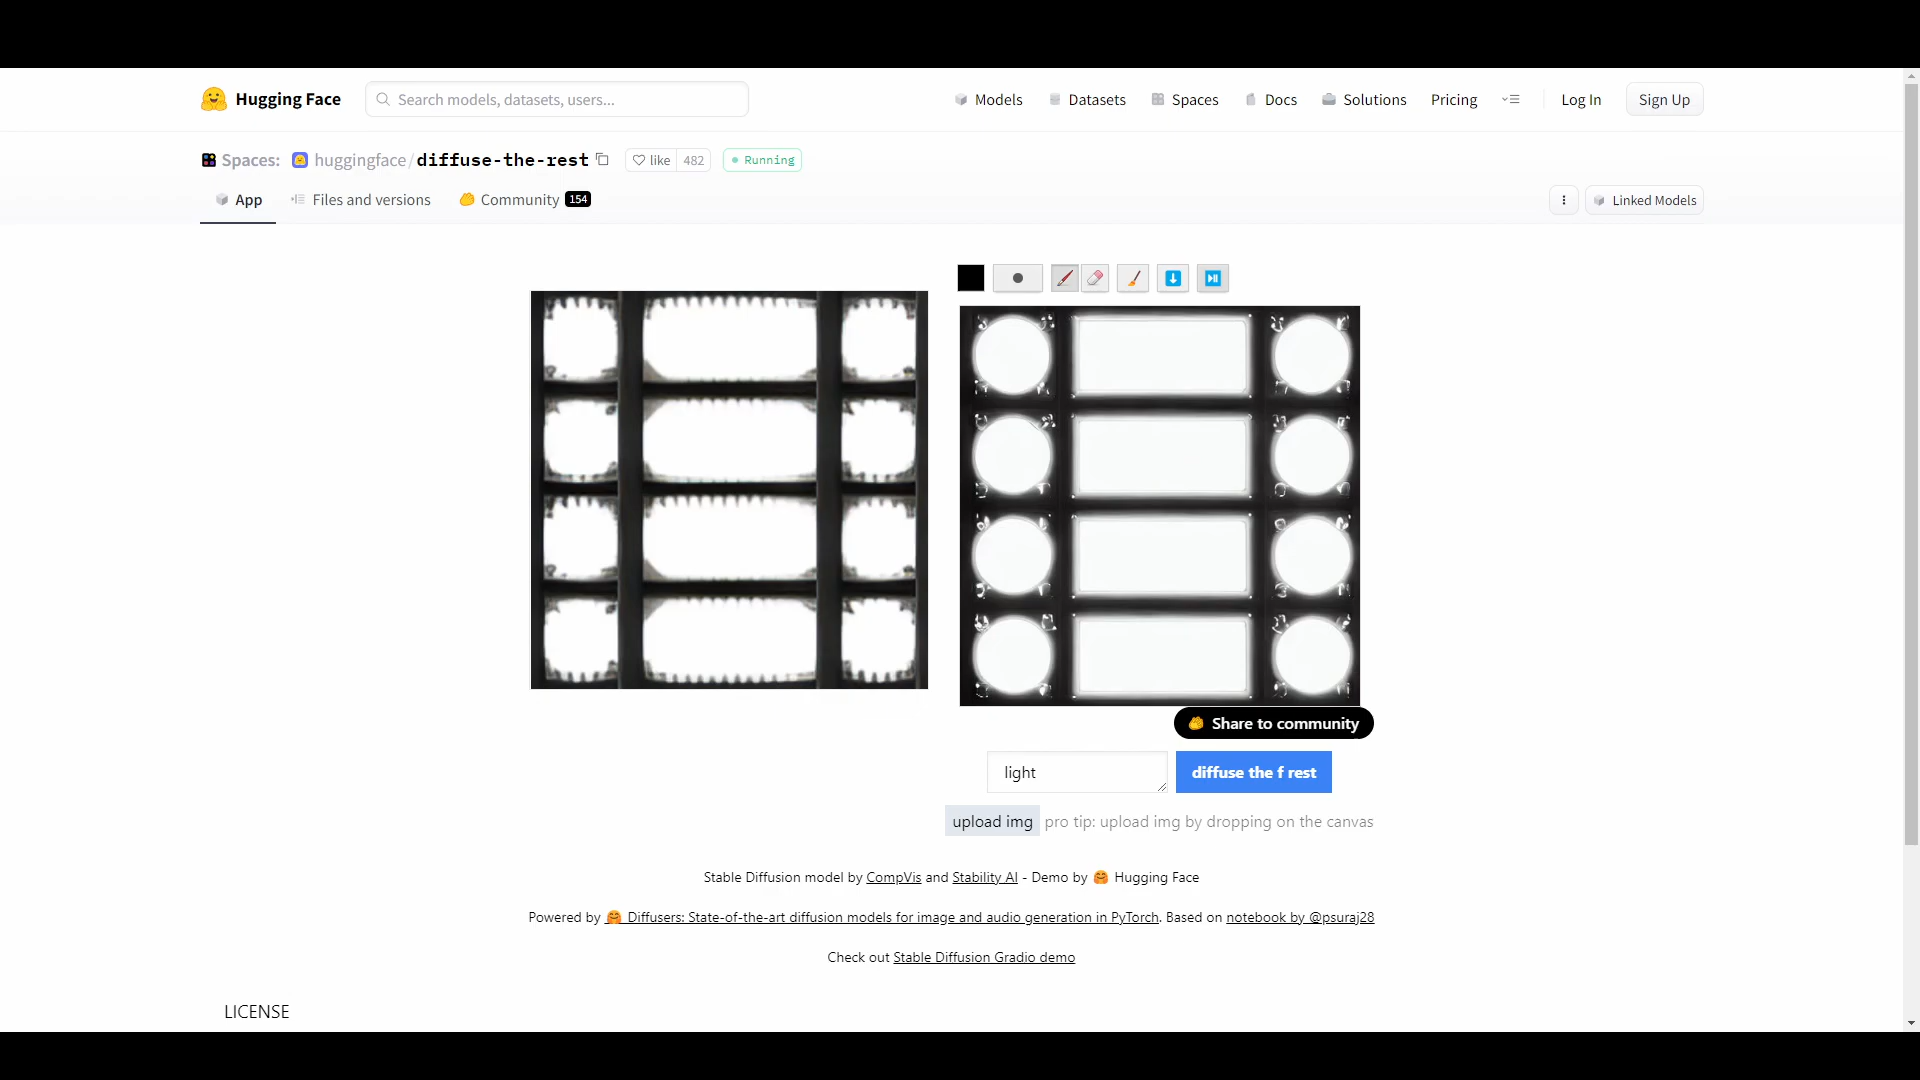 Hugging Face
Search models, datasets, users...
Models
Datasets
Spaces
Docs
Solutions
Pricing
Log In
Sign Up
Spaces: huggingface/diffuse-the-rest
like 482
Running
App
Files and versions
Community 154
Linked Models
Share to community
light
diffuse the f rest
upload img pro tip: upload img by dropping on the canvas
Stable Diffusion model by CompVis and Stability AI - Demo by 🤗 Hugging Face
Powered by 🤗 Diffusers: State-of-the-art diffusion models for image and audio generation in PyTorch. Based on notebook by @psuraj28
Check out Stable Diffusion Gradio demo
LICENSE